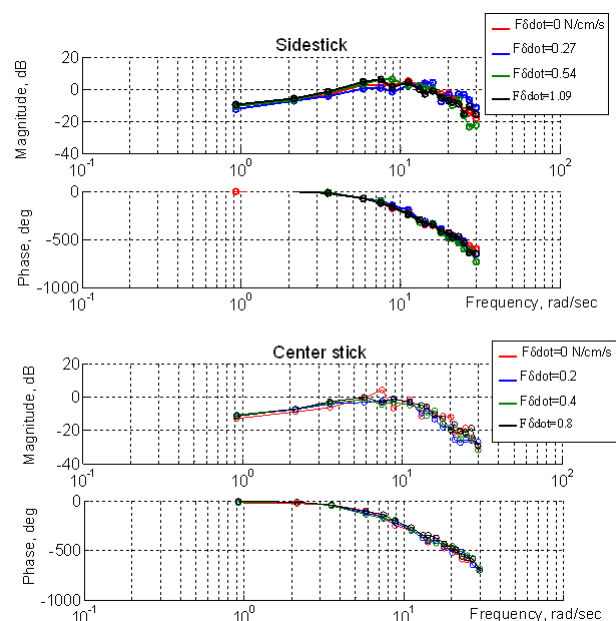 Sidestick
Fδdot=0 N/cm/s
Fδdot=0.27
Fδdot=0.54
Fδdot=1.09
Magnitude, dB
20
0
-20
-40
10^-1
10^0
10^1
10^2
Phase, deg
0
-500
-1000
10^-1
10^0
10^1
Frequency, rad/sec
10^2
Center stick
Fδdot=0 N/cm/s
Fδdot=0.2
Fδdot=0.4
Fδdot=0.8
Magnitude, dB
20
0
-20
-40
10^-1
10^0
10^1
10^2
Phase, deg
0
-500
-1000
10^-1
10^0
10^1
Frequency, rad/sec
10^2